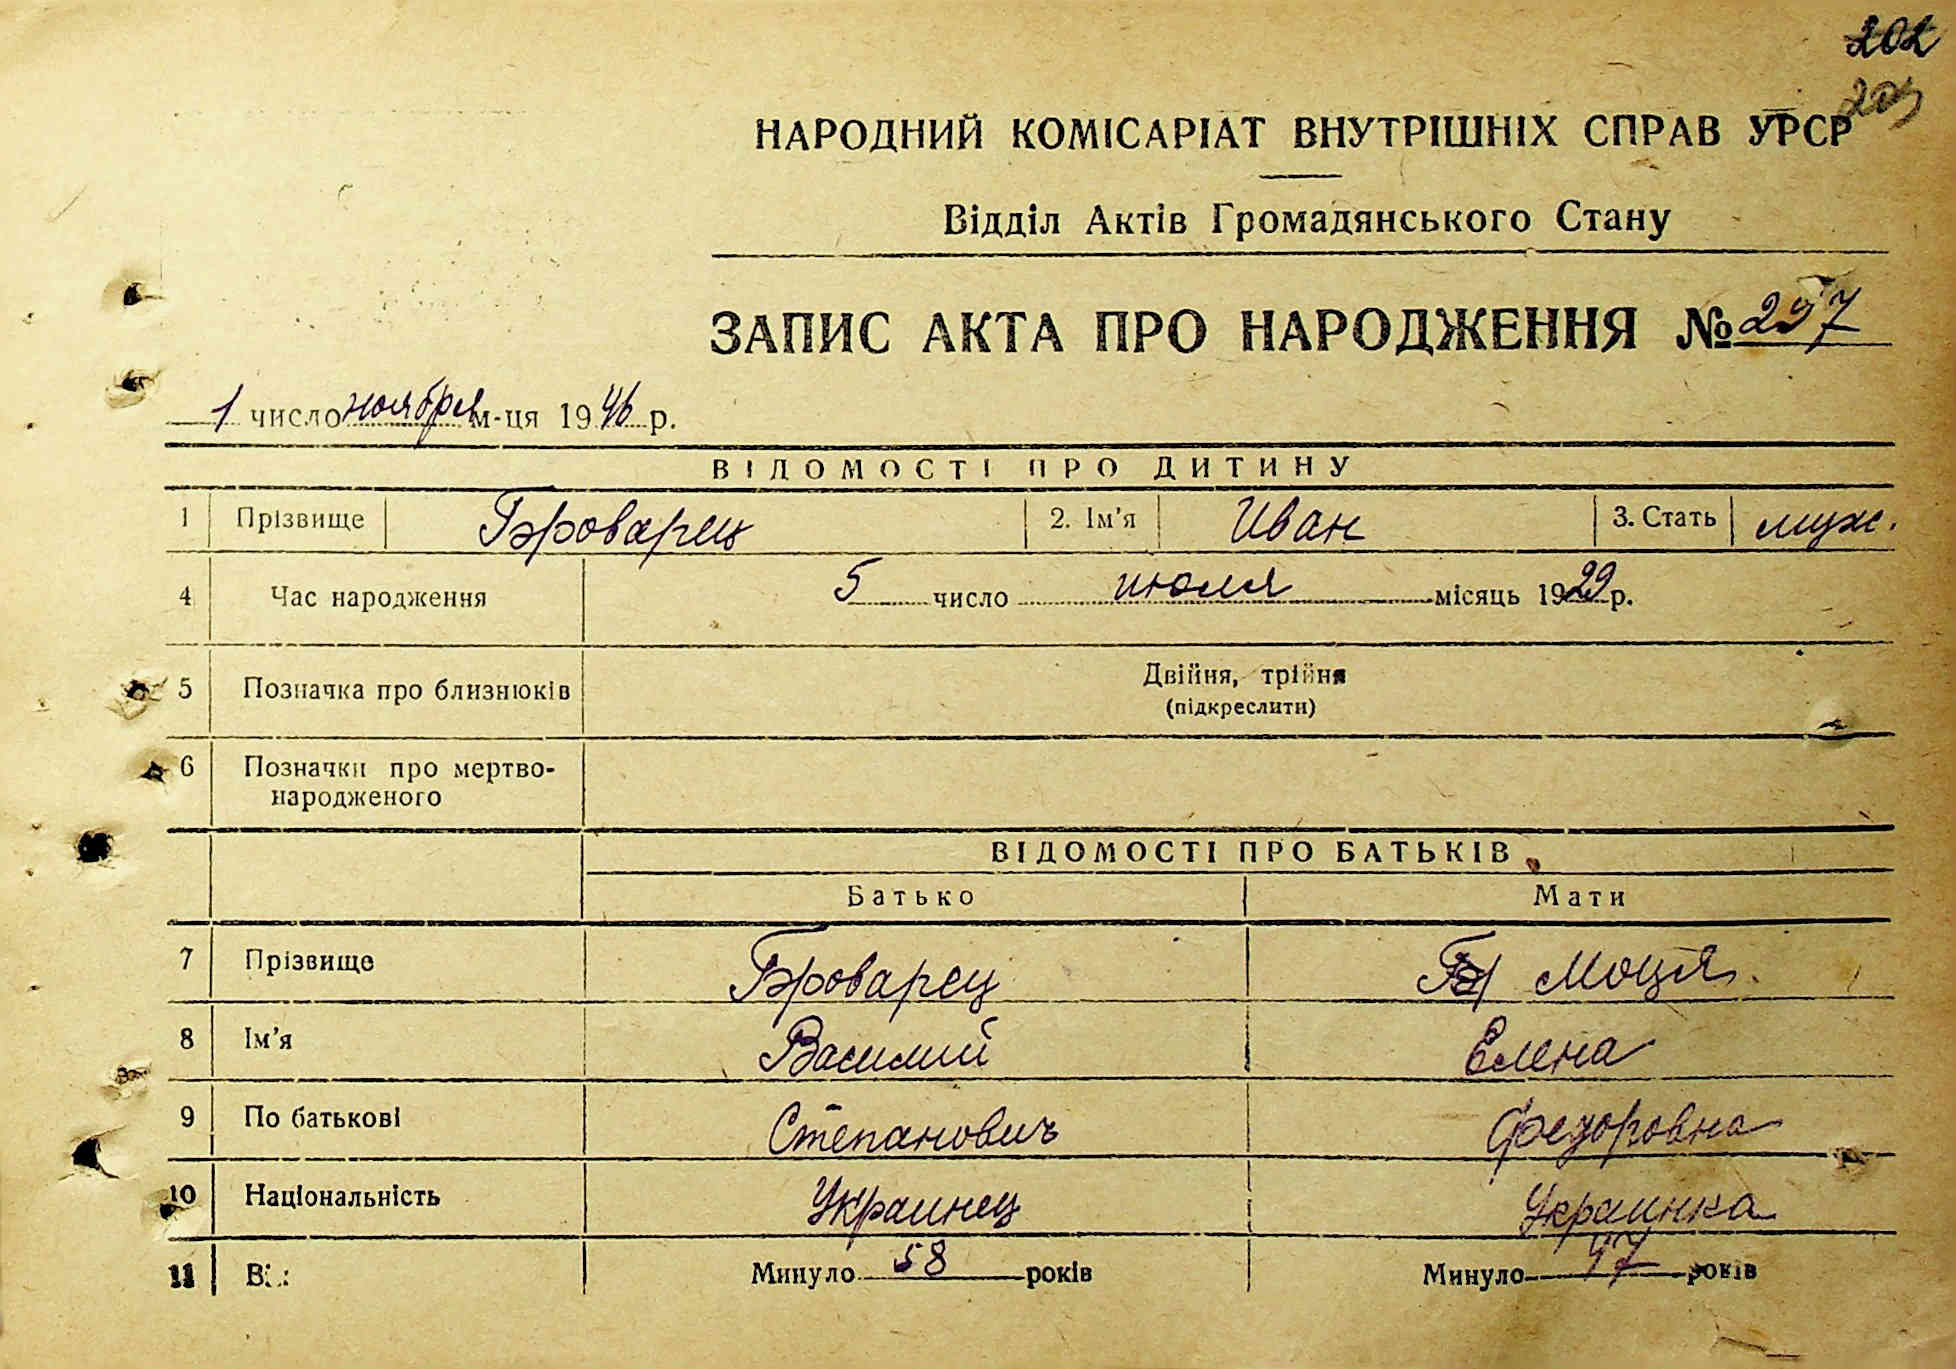 202
НАРОДНИЙ КОМІСАРІАТ ВНУТРІШНІХ СПРАВ УРСР
Відділ Актів Громадянського Стану
ЗАПИС АКТА ПРО НАРОДЖЕННЯ № 297
1 число ноября м-ця 1946 р.
ВІДОМОСТІ ПРО ДИТИНУ
1 Прізвище Броварец 2. Ім'я Иван 3. Стать муж.
4 Час народження 5 число июля місяць 1929 р.
5 Позначка про близнюків Двійня, трійня
(підкреслити)
6 Позначки про мертво-
народженого
ВІДОМОСТІ ПРО БАТЬКІВ
Батько Мати
7 Прізвище Броварец Моця
8 Ім'я Василий Елена
9 По батькові Степанович Федоровна
10 Національність Украинец Украинка
11 Минуло 58 років Минуло 47 років